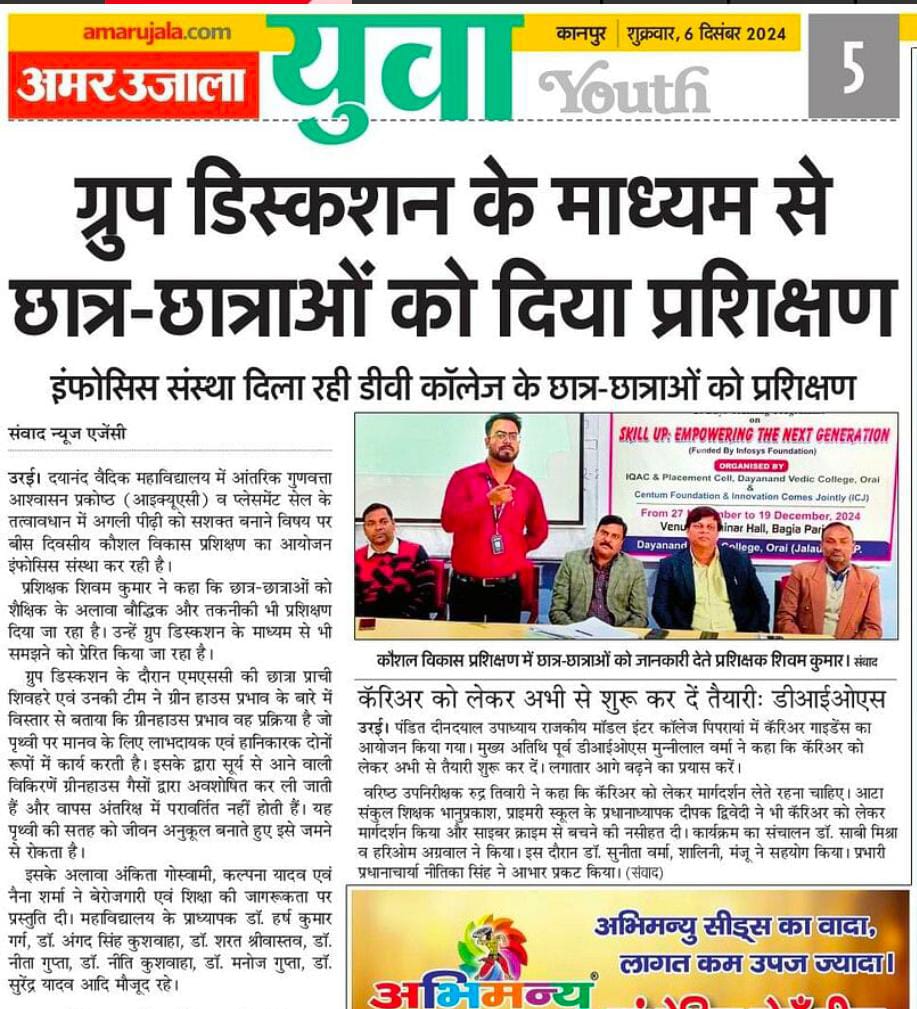 amarujala.com
अमर उजाला
युवा
Youth
कानपुर
शुक्रवार, 6 दिसंबर 2024
5
ग्रुप डिस्कशन के माध्यम से
छात्र-छात्राओं को दिया प्रशिक्षण
इंफोसिस संस्था दिला रही डीवी कॉलेज के छात्र-छात्राओं को प्रशिक्षण
संवाद न्यूज एजेंसी
उरई। दयानंद वैदिक महाविद्यालय में आंतरिक गुणवत्ता
आश्वासन प्रकोष्ठ (आइक्यूएसी) व प्लेसमेंट सेल के
तत्वावधान में अगली पीढ़ी को सशक्त बनाने विषय पर
बीस दिवसीय कौशल विकास प्रशिक्षण का आयोजन
इंफोसिस संस्था कर रही है।
प्रशिक्षक शिवम कुमार ने कहा कि छात्र-छात्राओं को
शैक्षिक के अलावा बौद्धिक और तकनीकी भी प्रशिक्षण
दिया जा रहा है। उन्हें ग्रुप डिस्कशन के माध्यम से भी
समझने को प्रेरित किया जा रहा है।
ग्रुप डिस्कशन के दौरान एमएससी की छात्रा प्राची
शिवहरे एवं उनकी टीम ने ग्रीन हाउस प्रभाव के बारे में
विस्तार से बताया कि ग्रीनहाउस प्रभाव वह प्रक्रिया है जो
पृथ्वी पर मानव के लिए लाभदायक एवं हानिकारक दोनों
रूपों में कार्य करती है। इसके द्वारा सूर्य से आने वाली
विकिरणें ग्रीनहाउस गैसों द्वारा अवशोषित कर ली जाती
हैं और वापस अंतरिक्ष में परावर्तित नहीं होती हैं। यह
पृथ्वी की सतह को जीवन अनुकूल बनाते हुए इसे जमने
से रोकता है।
इसके अलावा अंकिता गोस्वामी, कल्पना यादव एवं
नैना शर्मा ने बेरोजगारी एवं शिक्षा की जागरूकता पर
प्रस्तुति दी। महाविद्यालय के प्राध्यापक डॉ. हर्ष कुमार
गर्ग, डॉ. अंगद सिंह कुशवाहा, डॉ. शरत श्रीवास्तव, डॉ.
नीता गुप्ता, डॉ. नीति कुशवाहा, डॉ. मनोज गुप्ता, डॉ.
सुरेंद्र यादव आदि मौजूद रहे।
on
SKILL UP: EMPOWERING THE NEXT GENERATION
(Funded By Infosys Foundation)
ORGANISED BY
IQAC & Placement Cell, Dayanand Vedic College, Orai
&
Centum Foundation & Innovation Comes Jointly (ICJ)
From 27 to 19 December, 2024
Hall, Bagia
Dayanand College, Orai
कौशल विकास प्रशिक्षण में छात्र-छात्राओं को जानकारी देते प्रशिक्षक शिवम कुमार। संवाद
कॅरिअर को लेकर अभी से शुरू कर दें तैयारी: डीआईओएस
उरई। पंडित दीनदयाल उपाध्याय राजकीय मॉडल इंटर कॉलेज पिपरायां में कॅरिअर गाइडेंस का
आयोजन किया गया। मुख्य अतिथि पूर्व डीआईओएस मुन्नीलाल वर्मा ने कहा कि कॅरिअर को
लेकर अभी से तैयारी शुरू कर दें। लगातार आगे बढ़ने का प्रयास करें।
वरिष्ठ उपनिरीक्षक रुद्र तिवारी ने कहा कि कॅरिअर को लेकर मार्गदर्शन लेते रहना चाहिए। आटा
संकुल शिक्षक भानुप्रकाश, प्राइमरी स्कूल के प्रधानाध्यापक दीपक द्विवेदी ने भी कॅरिअर को लेकर
मार्गदर्शन किया और साइबर क्राइम से बचने की नसीहत दी। कार्यक्रम का संचालन डॉ. साबी मिश्रा
व हरिओम अग्रवाल ने किया। इस दौरान डॉ. सुनीता वर्मा, शालिनी, मंजू ने सहयोग किया। प्रभारी
प्रधानाचार्या नीतिका सिंह ने आभार प्रकट किया। (संवाद)
अभिमन्यु सीड्स का वादा,
लागत कम उपज ज्यादा।
अभिमन्यु